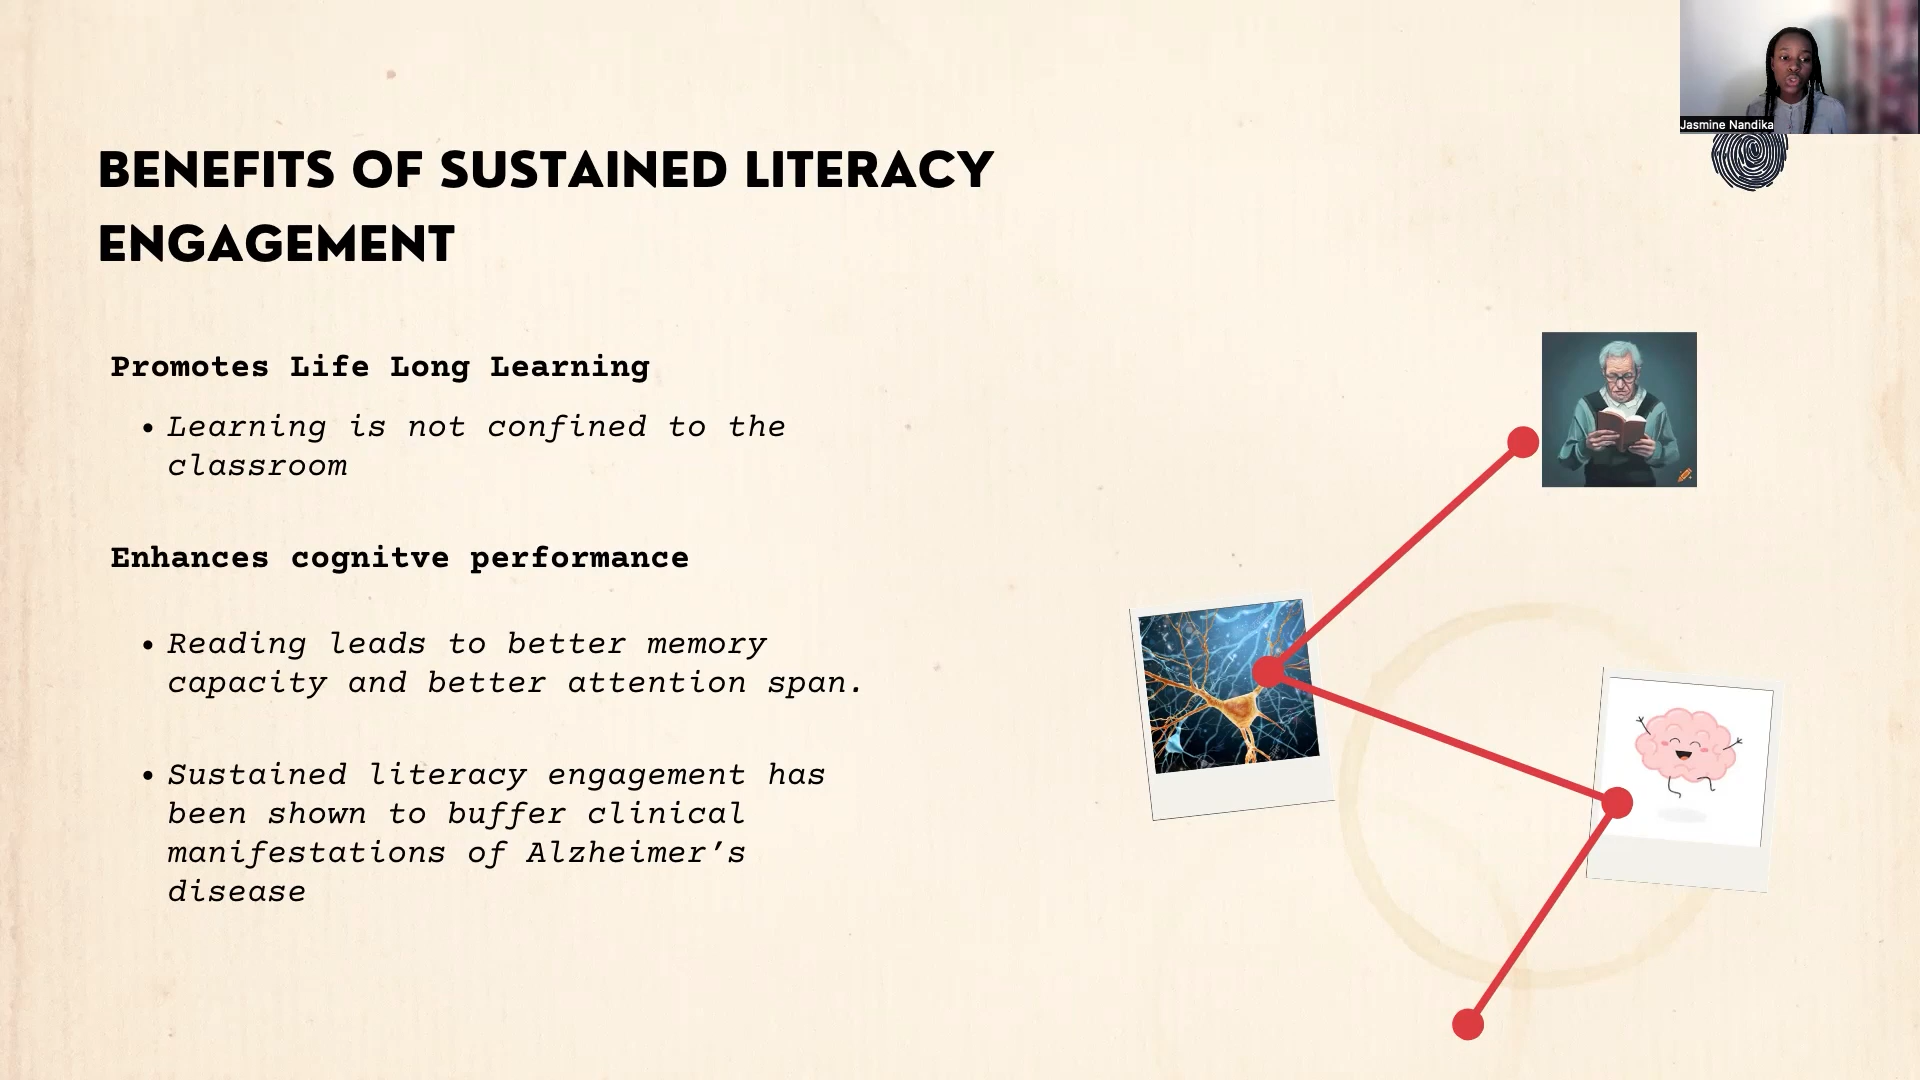 Jasmine Nandika
BENEFITS OF SUSTAINED LITERACY
ENGAGEMENT
Promotes Life Long Learning
• Learning is not confined to the
classroom
Enhances cognitve performance
• Reading leads to better memory
capacity and better attention span.
• Sustained literacy engagement has
been shown to buffer clinical
manifestations of Alzheimer’s
disease